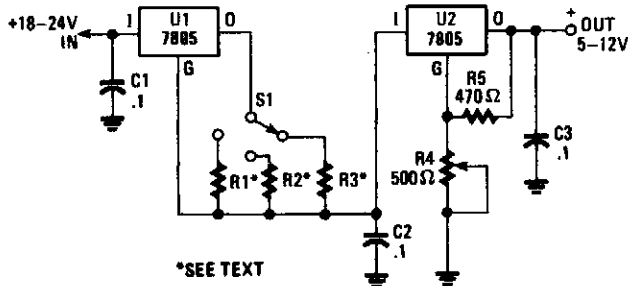 +18-24V
IN
I
U1
7805
O
G
C1
.1
S1
R1*
R2*
R3*
*SEE TEXT
C2
.1
I
U2
7805
O
G
R5
470Ω
R4
500Ω
C3
.1
+
OUT
5-12V